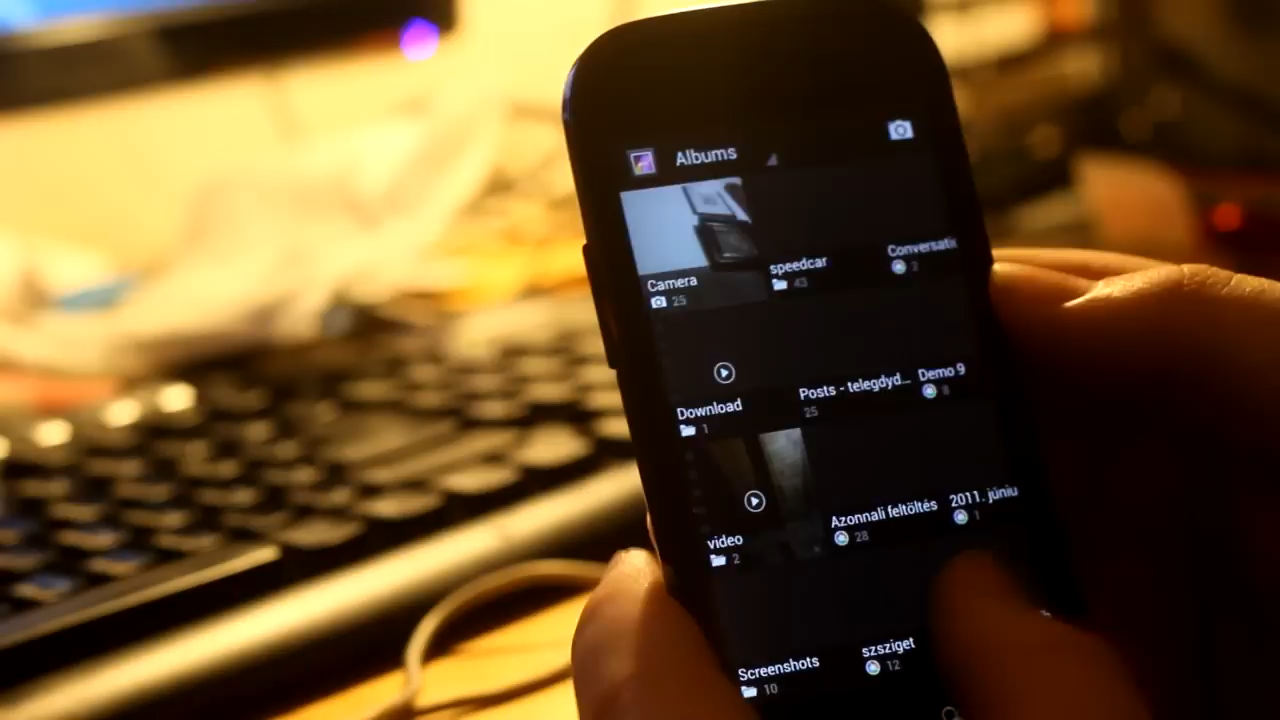 Albums
Camera
25
speedcar
43
Conversatio
2
Download
1
Posts - telegdyd...
25
Demo 9
8
video
2
Azonnali feltöltés
28
2011. júniu
1
Screenshots
10
szsziget
12